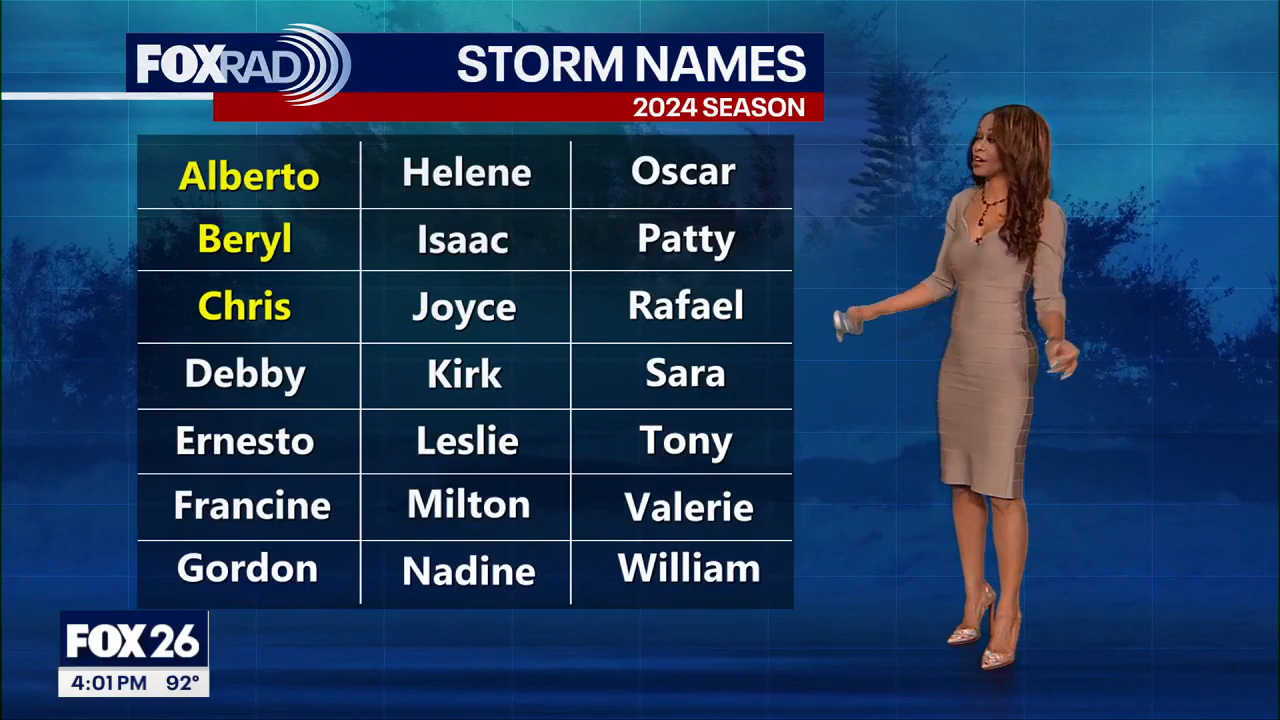 FOXRAD
STORM NAMES
2024 SEASON
Alberto Helene Oscar
Beryl Isaac Patty
Chris Joyce Rafael
Debby Kirk Sara
Ernesto Leslie Tony
Francine Milton Valerie
Gordon Nadine William
FOX 26
4:01 PM 92°